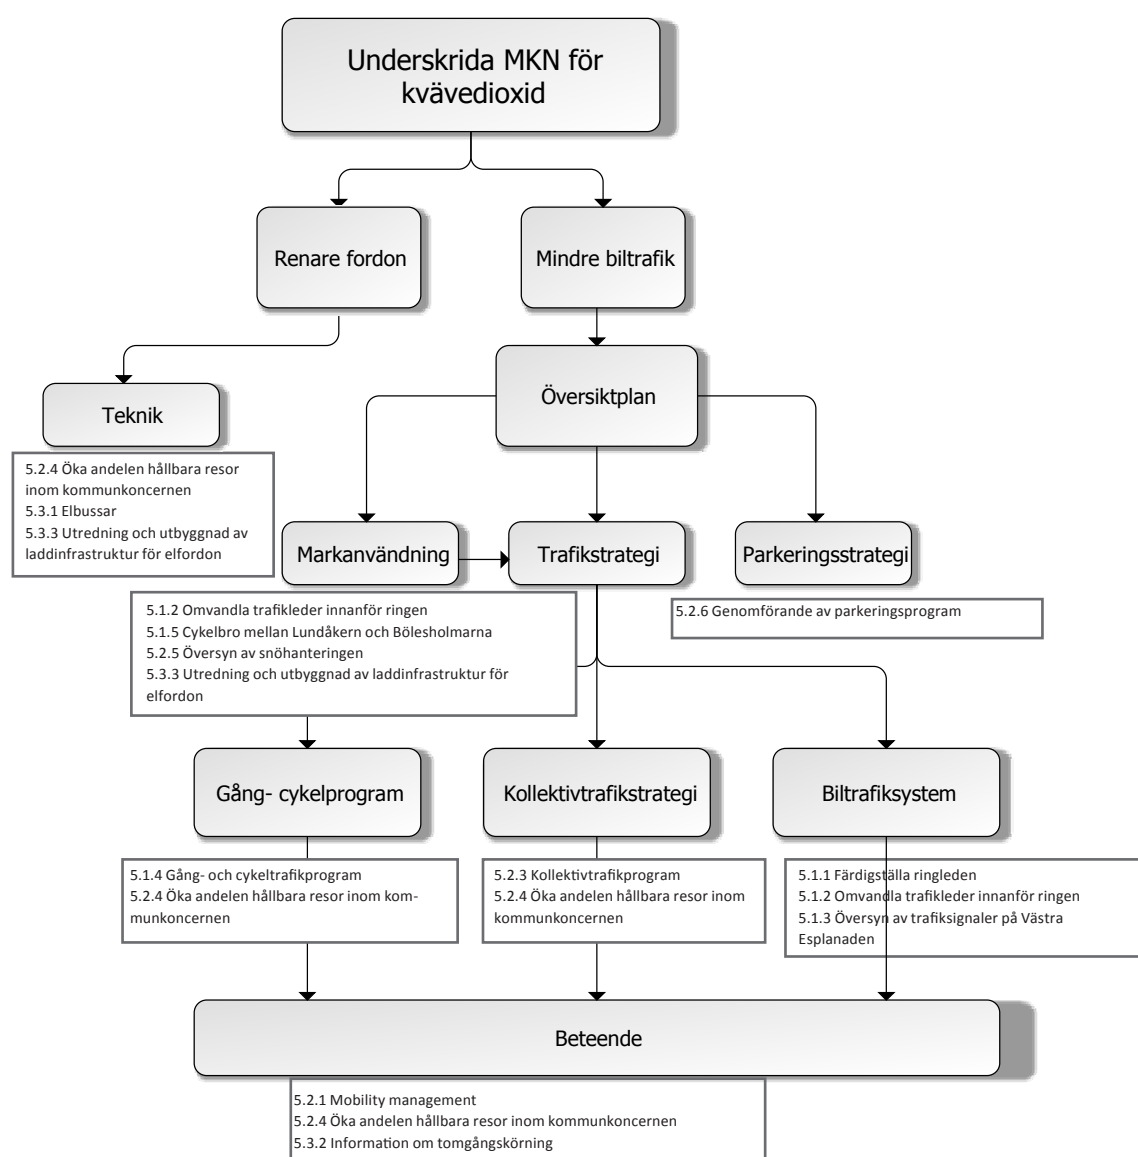 Underskrida MKN för
kvävedioxid
Renare fordon
Mindre biltrafik
Översiktplan
Teknik
5.2.4 Öka andelen hållbara resor
inom kommunkoncernen
5.3.1 Elbussar
5.3.3 Utredning och utbyggnad av
laddinfrastruktur för elfordon
Markanvändning
Trafikstrategi
Parkeringsstrategi
5.1.2 Omvandla trafikleder innanför ringen
5.1.5 Cykelbro mellan Lundåkern och Bölesholmarna
5.2.5 Översyn av snöhanteringen
5.3.3 Utredning och utbyggnad av laddinfrastruktur för
elfordon
5.2.6 Genomförande av parkeringsprogram
Gång- cykelprogram
Kollektivtrafikstrategi
Biltrafiksystem
5.1.4 Gång- och cykeltrafikprogram
5.2.4 Öka andelen hållbara resor inom kom-
munkoncernen
5.2.3 Kollektivtrafikprogram
5.2.4 Öka andelen hållbara resor inom
kommunkoncernen
5.1.1 Färdigställa ringleden
5.1.2 Omvandla trafikleder innanför ringen
5.1.3 Översyn av trafiksignaler på Västra
Esplanaden
Beteende
5.2.1 Mobility management
5.2.4 Öka andelen hållbara resor inom kommunkoncernen
5.3.2 Information om tomgångskörning